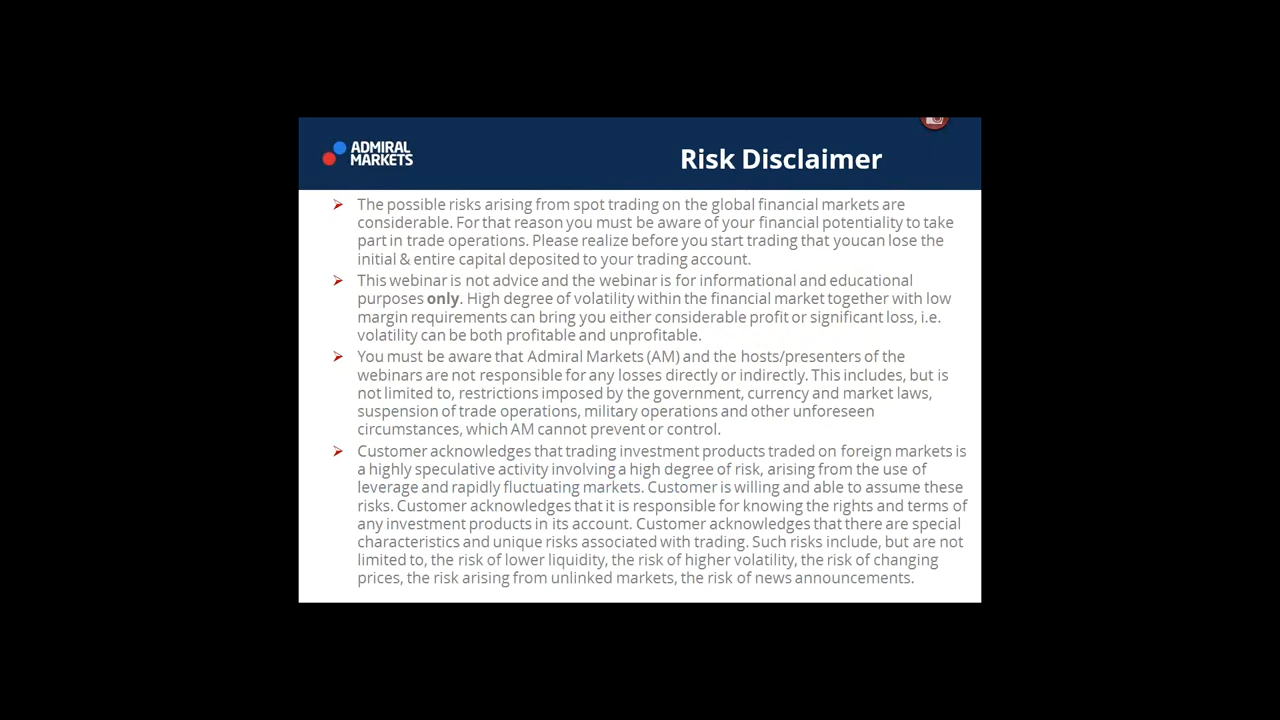 ADMIRAL
MARKETS
Risk Disclaimer
The possible risks arising from spot trading on the global financial markets are
considerable. For that reason you must be aware of your financial potentiality to take
part in trade operations. Please realize before you start trading that youcan lose the
initial & entire capital deposited to your trading account.
This webinar is not advice and the webinar is for informational and educational
purposes only. High degree of volatility within the financial market together with low
margin requirements can bring you either considerable profit or significant loss, i.e.
volatility can be both profitable and unprofitable.
You must be aware that Admiral Markets (AM) and the hosts/presenters of the
webinars are not responsible for any losses directly or indirectly. This includes, but is
not limited to, restrictions imposed by the government, currency and market laws,
suspension of trade operations, military operations and other unforeseen
circumstances, which AM cannot prevent or control.
Customer acknowledges that trading investment products traded on foreign markets is
a highly speculative activity involving a high degree of risk, arising from the use of
leverage and rapidly fluctuating markets. Customer is willing and able to assume these
risks. Customer acknowledges that it is responsible for knowing the rights and terms of
any investment products in its account. Customer acknowledges that there are special
characteristics and unique risks associated with trading. Such risks include, but are not
limited to, the risk of lower liquidity, the risk of higher volatility, the risk of changing
prices, the risk arising from unlinked markets, the risk of news announcements.